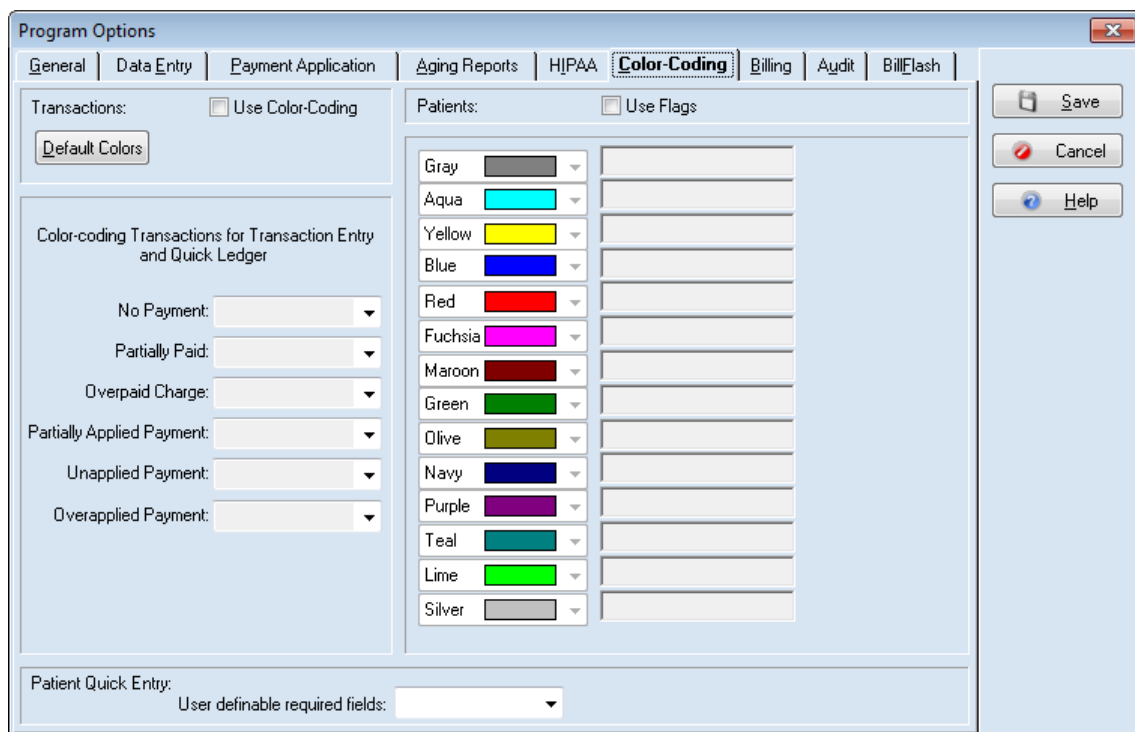 Program Options
General
Data Entry
Payment Application
Aging Reports
HIPAA
Color-Coding
Billing
Audit
BillFlash
Transactions:
Use Color-Coding
Default Colors
Color-coding Transactions for Transaction Entry
and Quick Ledger
No Payment:
Partially Paid:
Overpaid Charge:
Partially Applied Payment:
Unapplied Payment:
Overapplied Payment:
Patients:
Use Flags
Gray
Aqua
Yellow
Blue
Red
Fuchsia
Maroon
Green
Olive
Navy
Purple
Teal
Lime
Silver
Patient Quick Entry:
User definable required fields:
Save
Cancel
Help